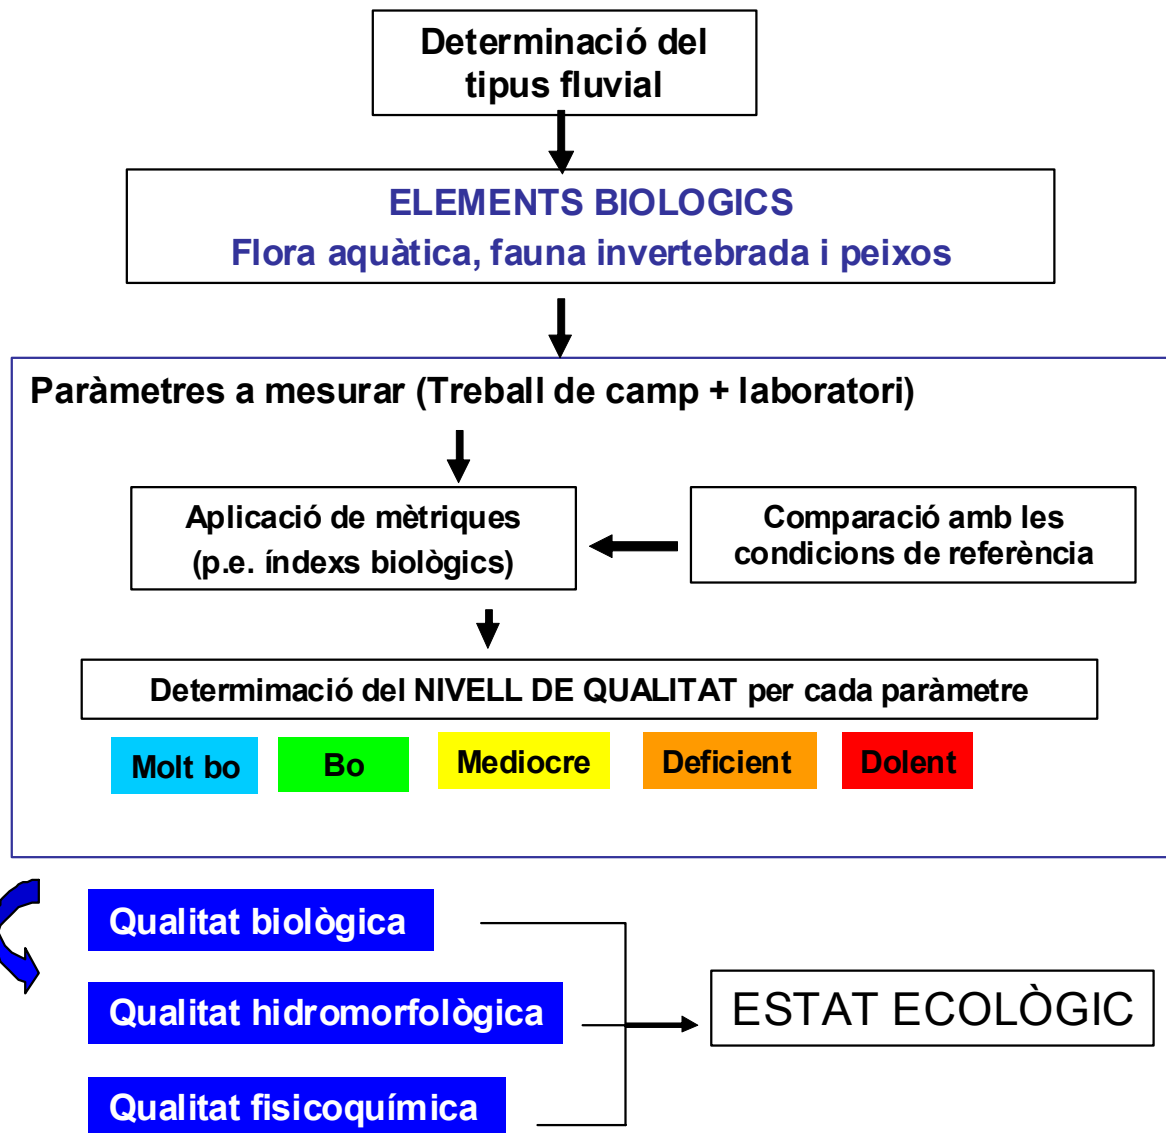 Determinació del
tipus fluvial
ELEMENTS BIOLOGICS
Flora aquàtica, fauna invertebrada i peixos
Paràmetres a mesurar (Treball de camp + laboratori)
Aplicació de mètriques
(p.e. índexs biològics)
Comparació amb les
condicions de referència
Determimació del NIVELL DE QUALITAT per cada paràmetre
Molt bo
Bo
Mediocre
Deficient
Dolent
Qualitat biològica
Qualitat hidromorfològica
Qualitat fisicoquímica
ESTAT ECOLÒGIC